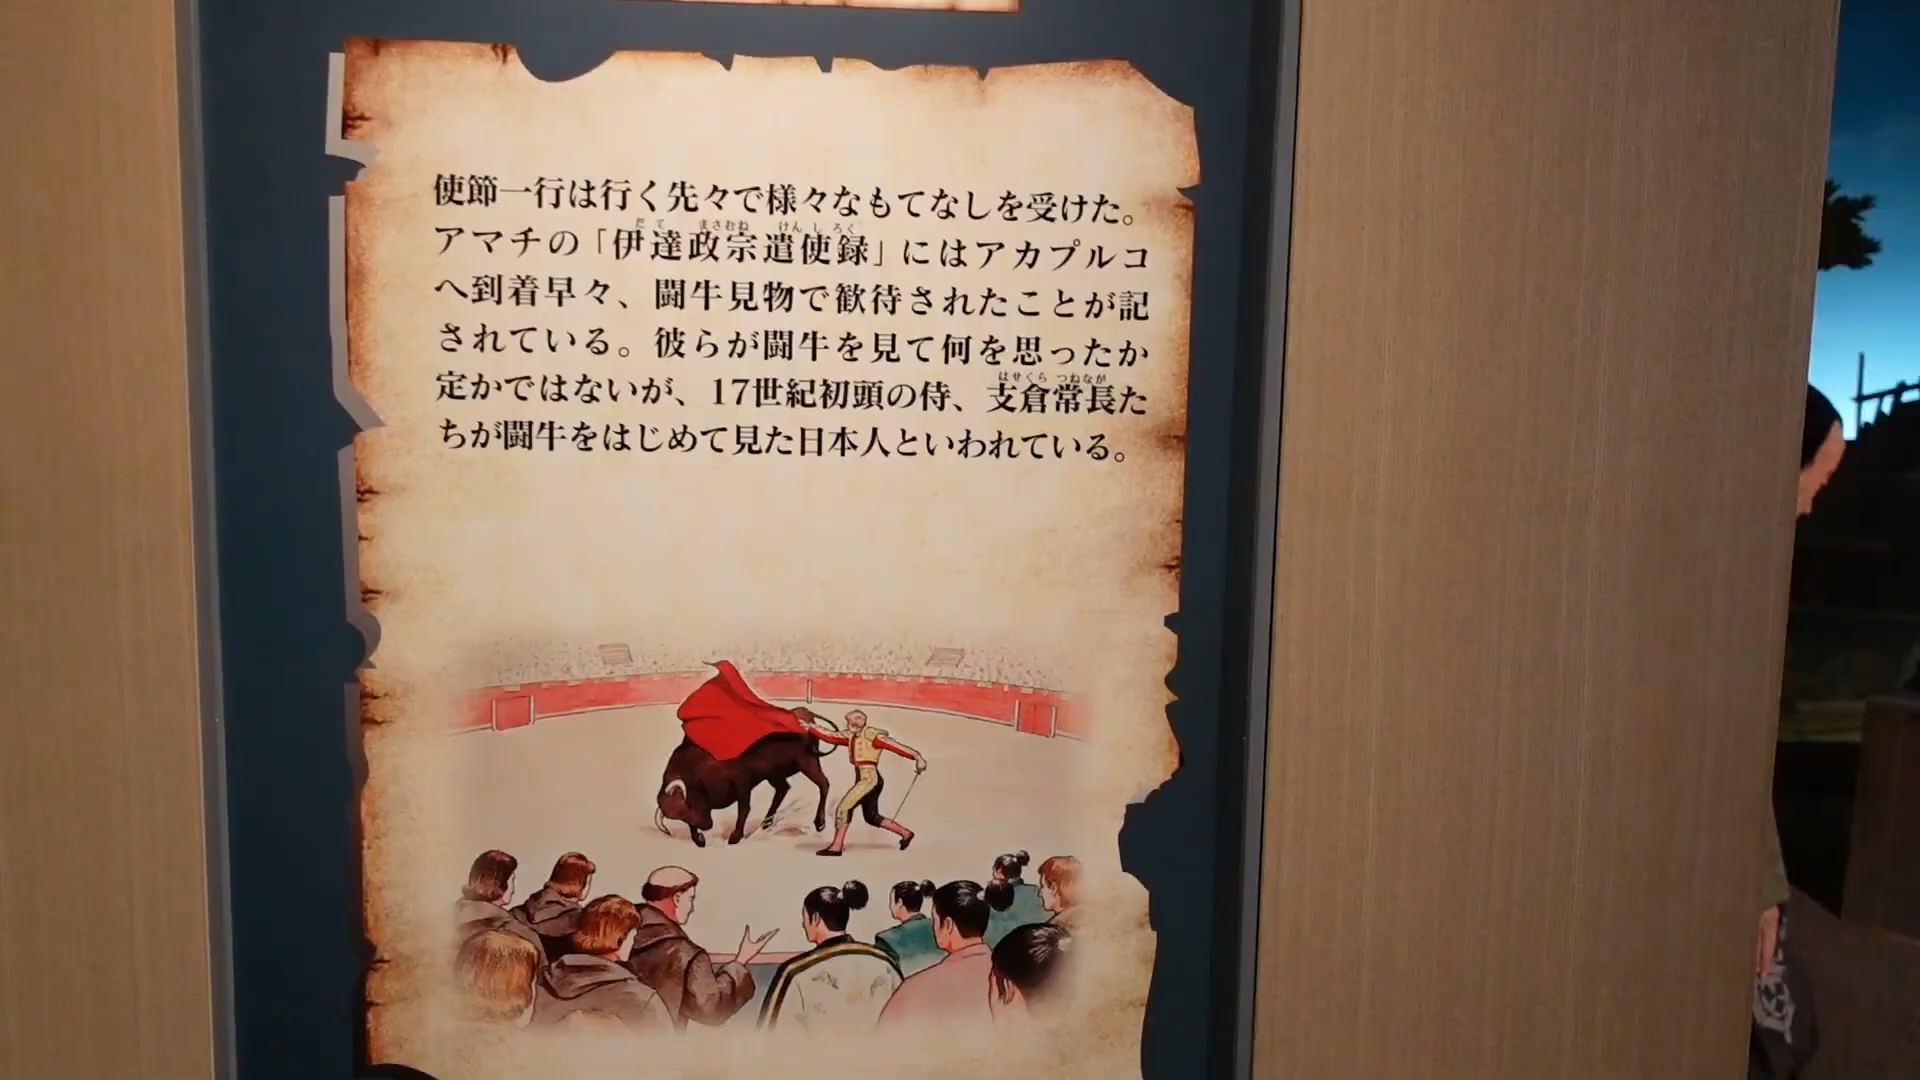 使節一行は行く先々で様々なもてなしを受けた。
アマチの「伊達政宗遣使録」にはアカプルコ
へ到着早々、闘牛見物で歓待されたことが記
されている。彼らが闘牛を見て何を思ったか
定かではないが、17世紀初頭の侍、支倉常長た
ちが闘牛をはじめて見た日本人といわれている。